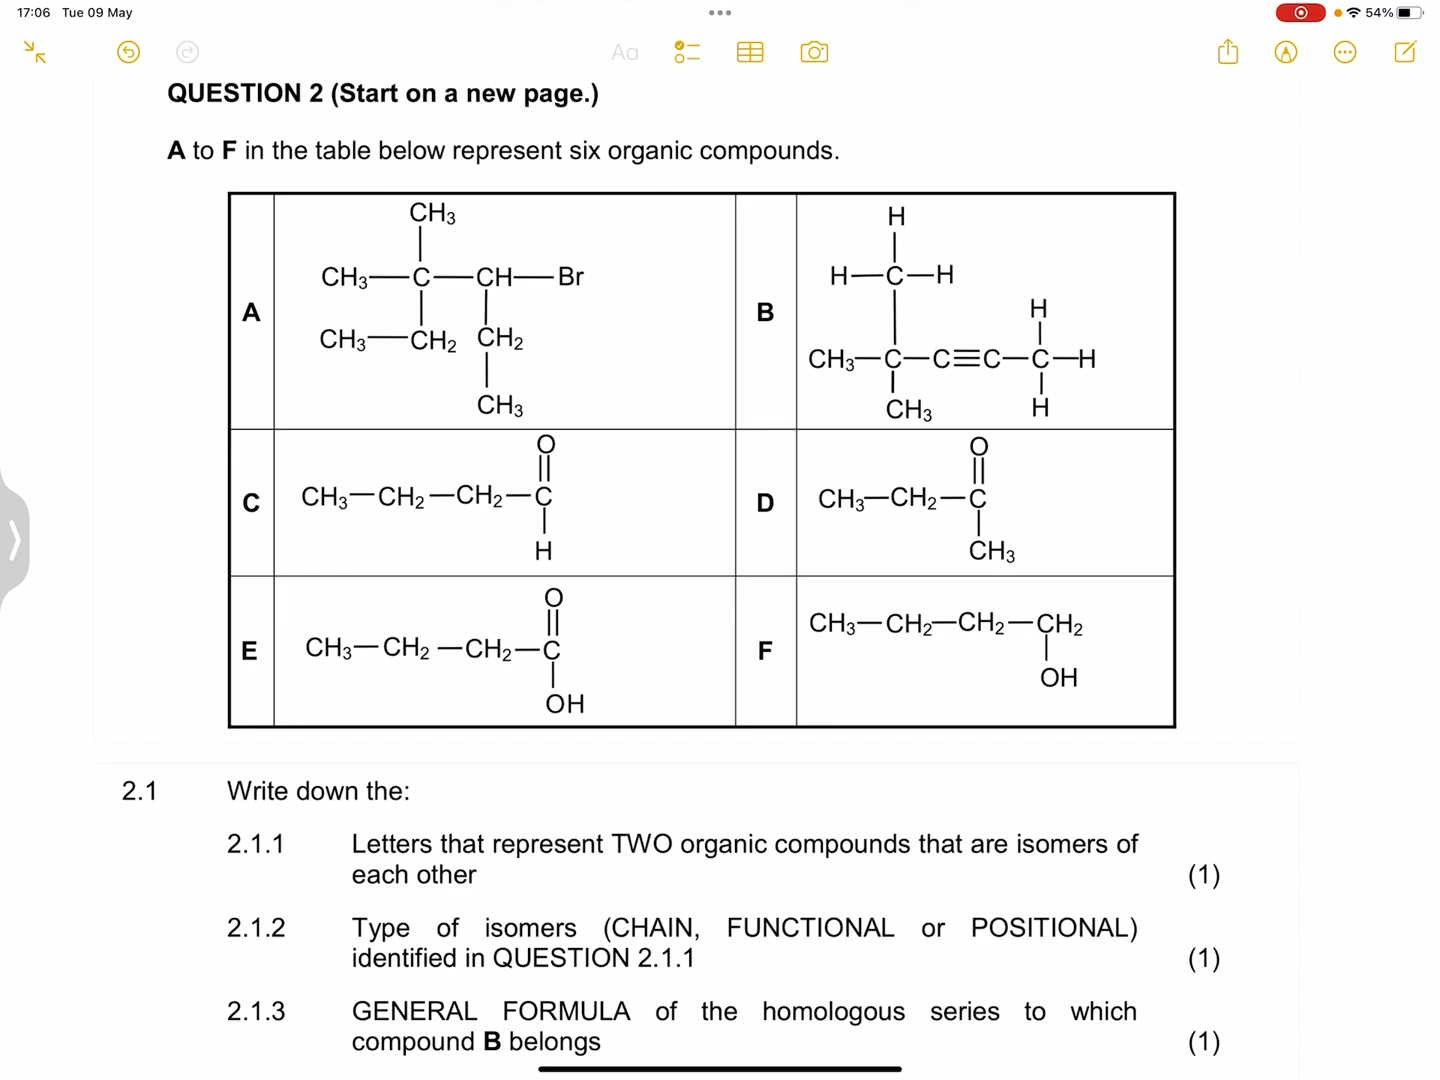 17:06 Tue 09 May
54%
Aa
QUESTION 2 (Start on a new page.)
A to F in the table below represent six organic compounds.
A
CH₃
CH₃—C—CH—Br
CH₃—CH₂ CH₂
CH₃
B
H
H—C—H
H
CH₃—C—C≡C—C—H
CH₃ H
C
O
CH₃—CH₂—CH₂—C
H
D
O
CH₃—CH₂—C
CH₃
E
O
CH₃—CH₂—CH₂—C
OH
F
CH₃—CH₂—CH₂—CH₂
OH
2.1 Write down the:
2.1.1 Letters that represent TWO organic compounds that are isomers of
each other (1)
2.1.2 Type of isomers (CHAIN, FUNCTIONAL or POSITIONAL)
identified in QUESTION 2.1.1 (1)
2.1.3 GENERAL FORMULA of the homologous series to which
compound B belongs (1)